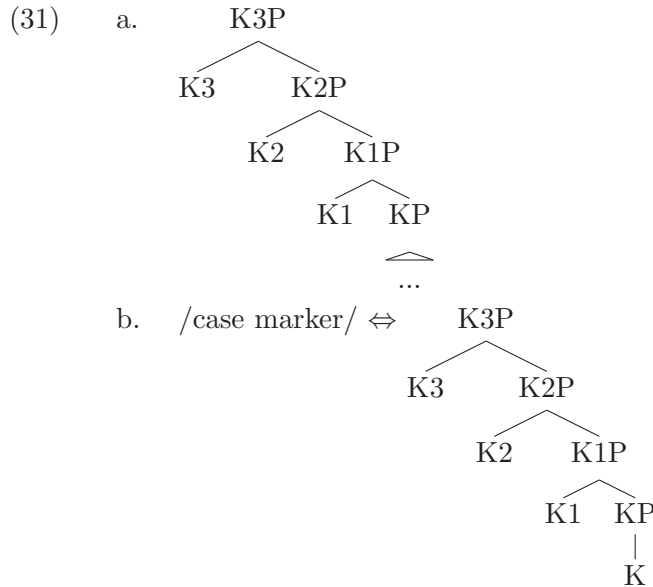 (31) a. K3P
K3 K2P
K2 K1P
K1 KP
...
b. /case marker/ ⇔ K3P
K3 K2P
K2 K1P
K1 KP
K